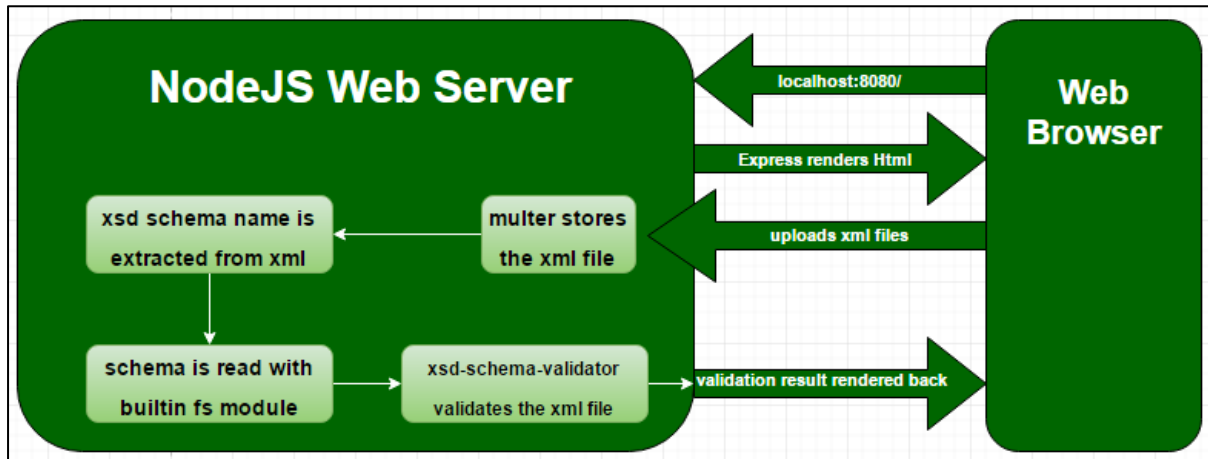 NodeJS Web Server
localhost:8080/
Web
Browser
Express renders Html
xsd schema name is
extracted from xml
multer stores
the xml file
uploads xml files
schema is read with
builtin fs module
xsd-schema-validator
validates the xml file
validation result rendered back